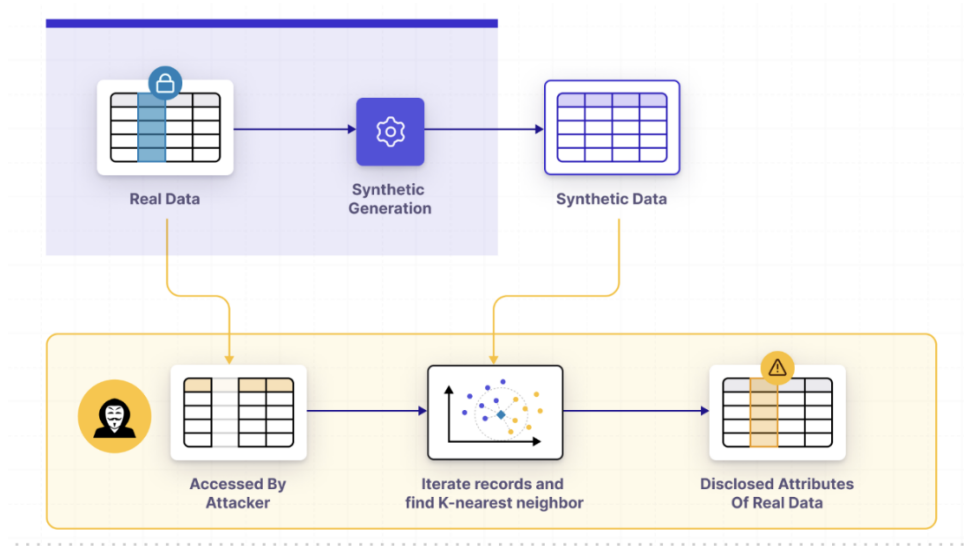 Real Data
Synthetic
Generation
Synthetic Data
Accessed By
Attacker
Iterate records and
find K-nearest neighbor
Disclosed Attributes
Of Real Data